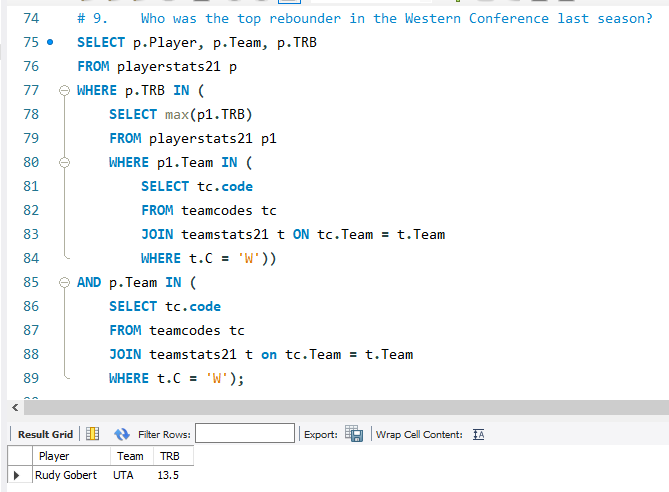 74 # 9. Who was the top rebounder in the Western Conference last season?
75 SELECT p.Player, p.Team, p.TRB
76 FROM playerstats21 p
77 WHERE p.TRB IN (
78 SELECT max(p1.TRB)
79 FROM playerstats21 p1
80 WHERE p1.Team IN (
81 SELECT tc.code
82 FROM teamcodes tc
83 JOIN teamstats21 t ON tc.Team = t.Team
84 WHERE t.C = 'W'))
85 AND p.Team IN (
86 SELECT tc.code
87 FROM teamcodes tc
88 JOIN teamstats21 t on tc.Team = t.Team
89 WHERE t.C = 'W');
Result Grid Filter Rows: Export: Wrap Cell Content:
Player Team TRB
Rudy Gobert UTA 13.5